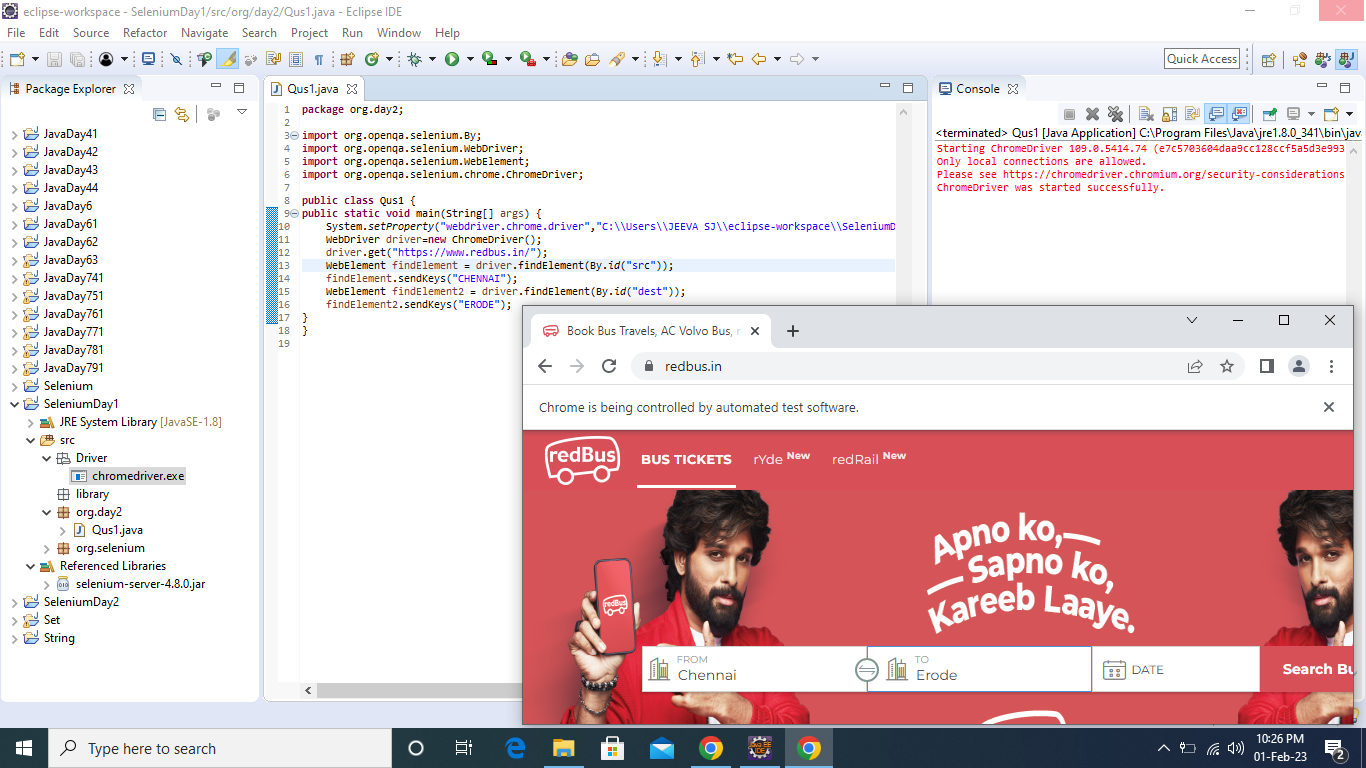 eclipse-workspace - SeleniumDay1/src/org/day2/Qus1.java - Eclipse IDE
File Edit Source Refactor Navigate Search Project Run Window Help
Quick Access
Package Explorer
JavaDay41
JavaDay42
JavaDay43
JavaDay44
JavaDay6
JavaDay61
JavaDay62
JavaDay63
JavaDay741
JavaDay751
JavaDay761
JavaDay771
JavaDay781
JavaDay791
Selenium
SeleniumDay1
JRE System Library [JavaSE-1.8]
src
Driver
chromedriver.exe
library
org.day2
Qus1.java
org.selenium
Referenced Libraries
selenium-server-4.8.0.jar
SeleniumDay2
Set
String
Qus1.java
1 package org.day2;
2
3 import org.openqa.selenium.By;
4 import org.openqa.selenium.WebDriver;
5 import org.openqa.selenium.WebElement;
6 import org.openqa.selenium.chrome.ChromeDriver;
7
8 public class Qus1 {
9 public static void main(String[] args) {
10 System.setProperty("webdriver.chrome.driver","C:\\Users\\JEEVA SJ\\eclipse-workspace\\SeleniumD
11 WebDriver driver=new ChromeDriver();
12 driver.get("https://www.redbus.in/");
13 WebElement findElement = driver.findElement(By.id("src"));
14 findElement.sendKeys("CHENNAI");
15 WebElement findElement2 = driver.findElement(By.id("dest"));
16 findElement2.sendKeys("ERODE");
17 }
18 }
19
Console
<terminated> Qus1 [Java Application] C:\Program Files\Java\jre1.8.0_341\bin\jav
Starting ChromeDriver 109.0.5414.74 (e7c5703604daa9cc128ccf5a5d3e993
Only local connections are allowed.
Please see https://chromedriver.chromium.org/security-considerations
ChromeDriver was started successfully.
Book Bus Travels, AC Volvo Bus,
redbus.in
Chrome is being controlled by automated test software.
redBus BUS TICKETS rYde New redRail New
Apno ko,
Sapno ko,
Kareeb Laaye.
redBus
FROM
Chennai
TO
Erode
DATE
Search Bu
Type here to search
Java EE
IDE
10:26 PM
01-Feb-23
2